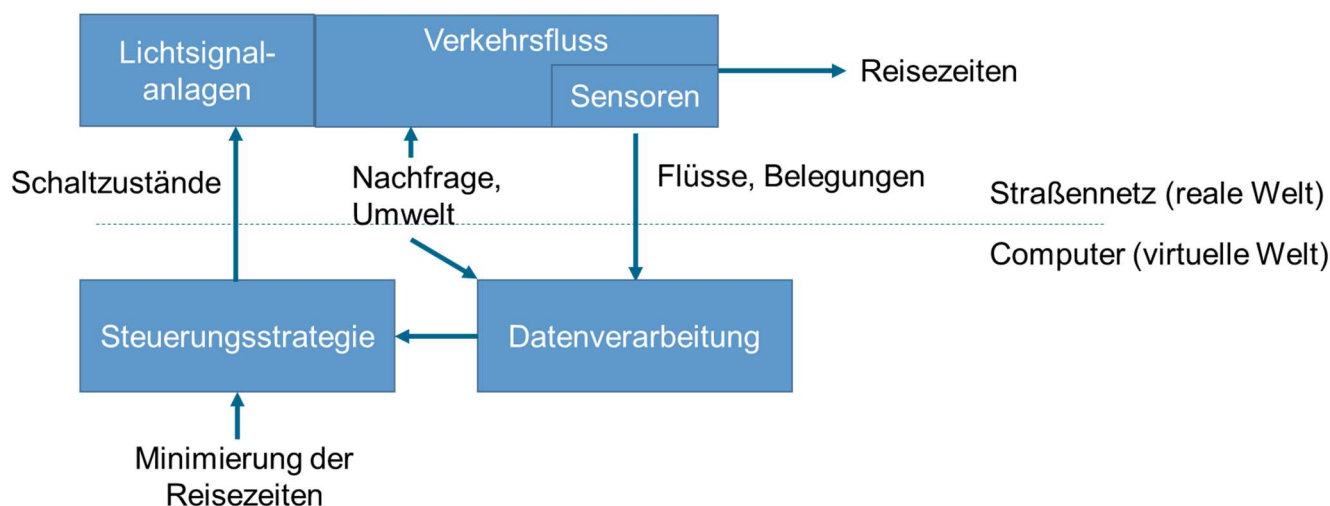 Lichtsignal-
anlagen
Verkehrsfluss
Sensoren
Reisezeiten
Schaltzustände
Nachfrage,
Umwelt
Flüsse, Belegungen
Straßennetz (reale Welt)
Computer (virtuelle Welt)
Steuerungsstrategie
Datenverarbeitung
Minimierung der
Reisezeiten